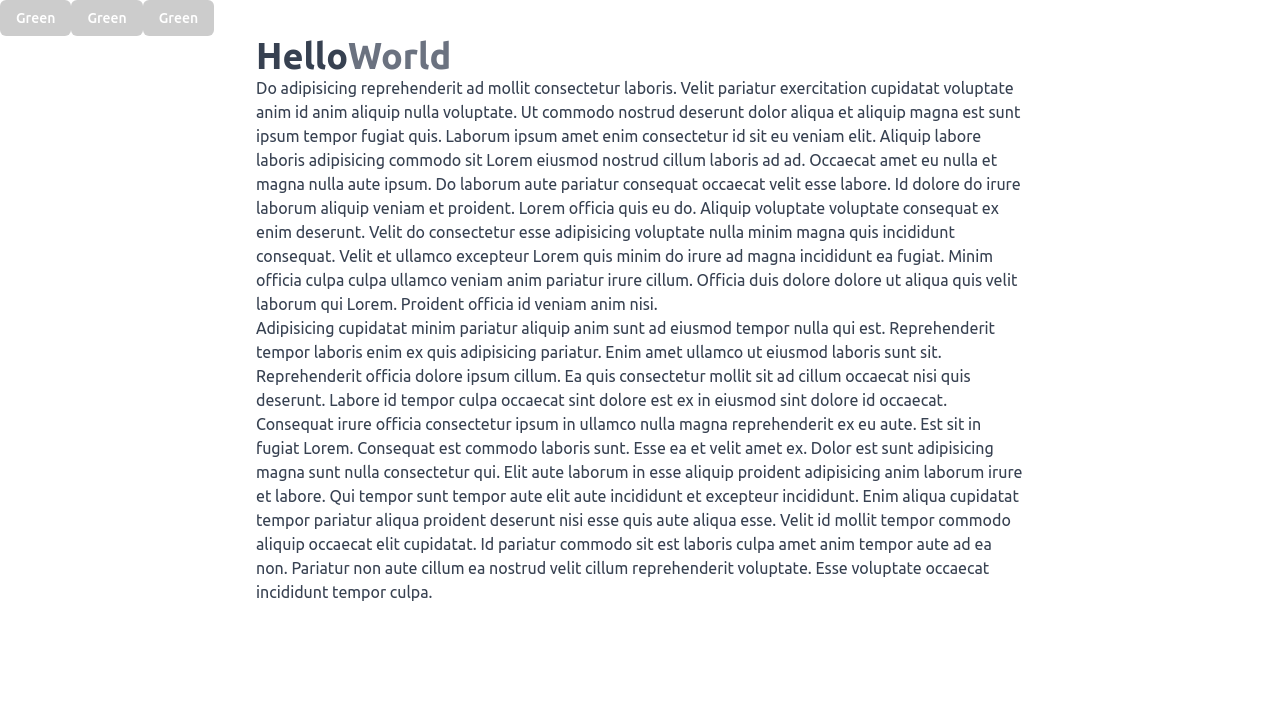 Green Green Green
HelloWorld
Do adipisicing reprehenderit ad mollit consectetur laboris. Velit pariatur exercitation cupidatat voluptate
anim id anim aliquip nulla voluptate. Ut commodo nostrud deserunt dolor aliqua et aliquip magna est sunt
ipsum tempor fugiat quis. Laborum ipsum amet enim consectetur id sit eu veniam elit. Aliquip labore
laboris adipisicing commodo sit Lorem eiusmod nostrud cillum laboris ad ad. Occaecat amet eu nulla et
magna nulla aute ipsum. Do laborum aute pariatur consequat occaecat velit esse labore. Id dolore do irure
laborum aliquip veniam et proident. Lorem officia quis eu do. Aliquip voluptate voluptate consequat ex
enim deserunt. Velit do consectetur esse adipisicing voluptate nulla minim magna quis incididunt
consequat. Velit et ullamco excepteur Lorem quis minim do irure ad magna incididunt ea fugiat. Minim
officia culpa culpa ullamco veniam anim pariatur irure cillum. Officia duis dolore dolore ut aliqua quis velit
laborum qui Lorem. Proident officia id veniam anim nisi.
Adipisicing cupidatat minim pariatur aliquip anim sunt ad eiusmod tempor nulla qui est. Reprehenderit
tempor laboris enim ex quis adipisicing pariatur. Enim amet ullamco ut eiusmod laboris sunt sit.
Reprehenderit officia dolore ipsum cillum. Ea quis consectetur mollit sit ad cillum occaecat nisi quis
deserunt. Labore id tempor culpa occaecat sint dolore est ex in eiusmod sint dolore id occaecat.
Consequat irure officia consectetur ipsum in ullamco nulla magna reprehenderit ex eu aute. Est sit in
fugiat Lorem. Consequat est commodo laboris sunt. Esse ea et velit amet ex. Dolor est sunt adipisicing
magna sunt nulla consectetur qui. Elit aute laborum in esse aliquip proident adipisicing anim laborum irure
et labore. Qui tempor sunt tempor aute elit aute incididunt et excepteur incididunt. Enim aliqua cupidatat
tempor pariatur aliqua proident deserunt nisi esse quis aute aliqua esse. Velit id mollit tempor commodo
aliquip occaecat elit cupidatat. Id pariatur commodo sit est laboris culpa amet anim tempor aute ad ea
non. Pariatur non aute cillum ea nostrud velit cillum reprehenderit voluptate. Esse voluptate occaecat
incididunt tempor culpa.